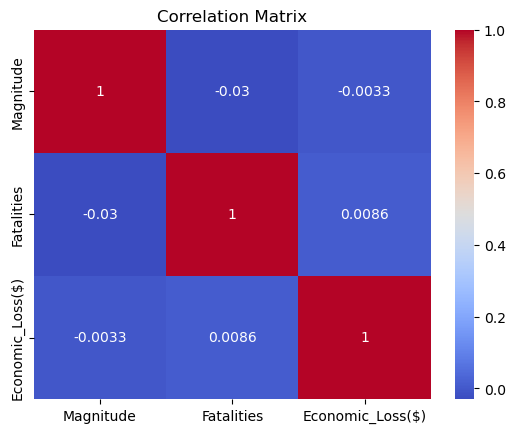 Correlation Matrix
Magnitude
Fatalities
Economic_Loss($)
1
-0.03
-0.0033
-0.03
1
0.0086
-0.0033
0.0086
1
Magnitude
Fatalities
Economic_Loss($)
1.0
0.8
0.6
0.4
0.2
0.0